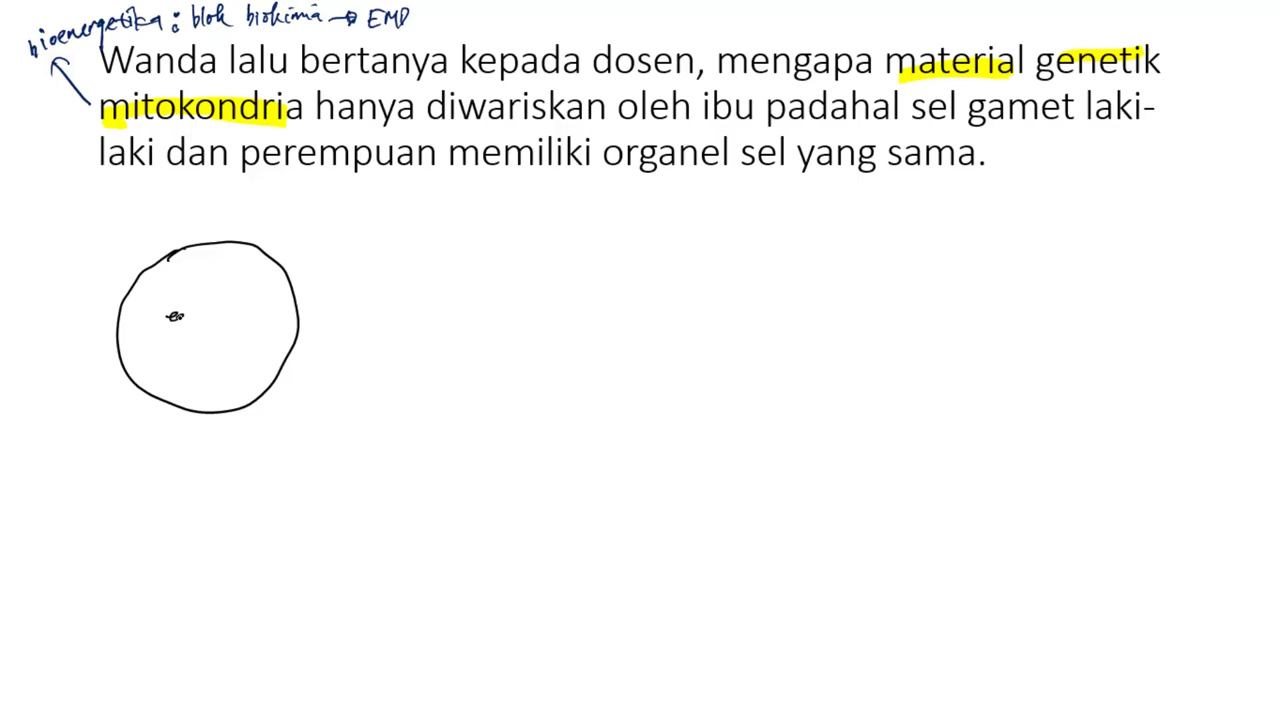 bioenergetika : blok biokimia → EMD
Wanda lalu bertanya kepada dosen, mengapa material genetik
mitokondria hanya diwariskan oleh ibu padahal sel gamet laki-
laki dan perempuan memiliki organel sel yang sama.